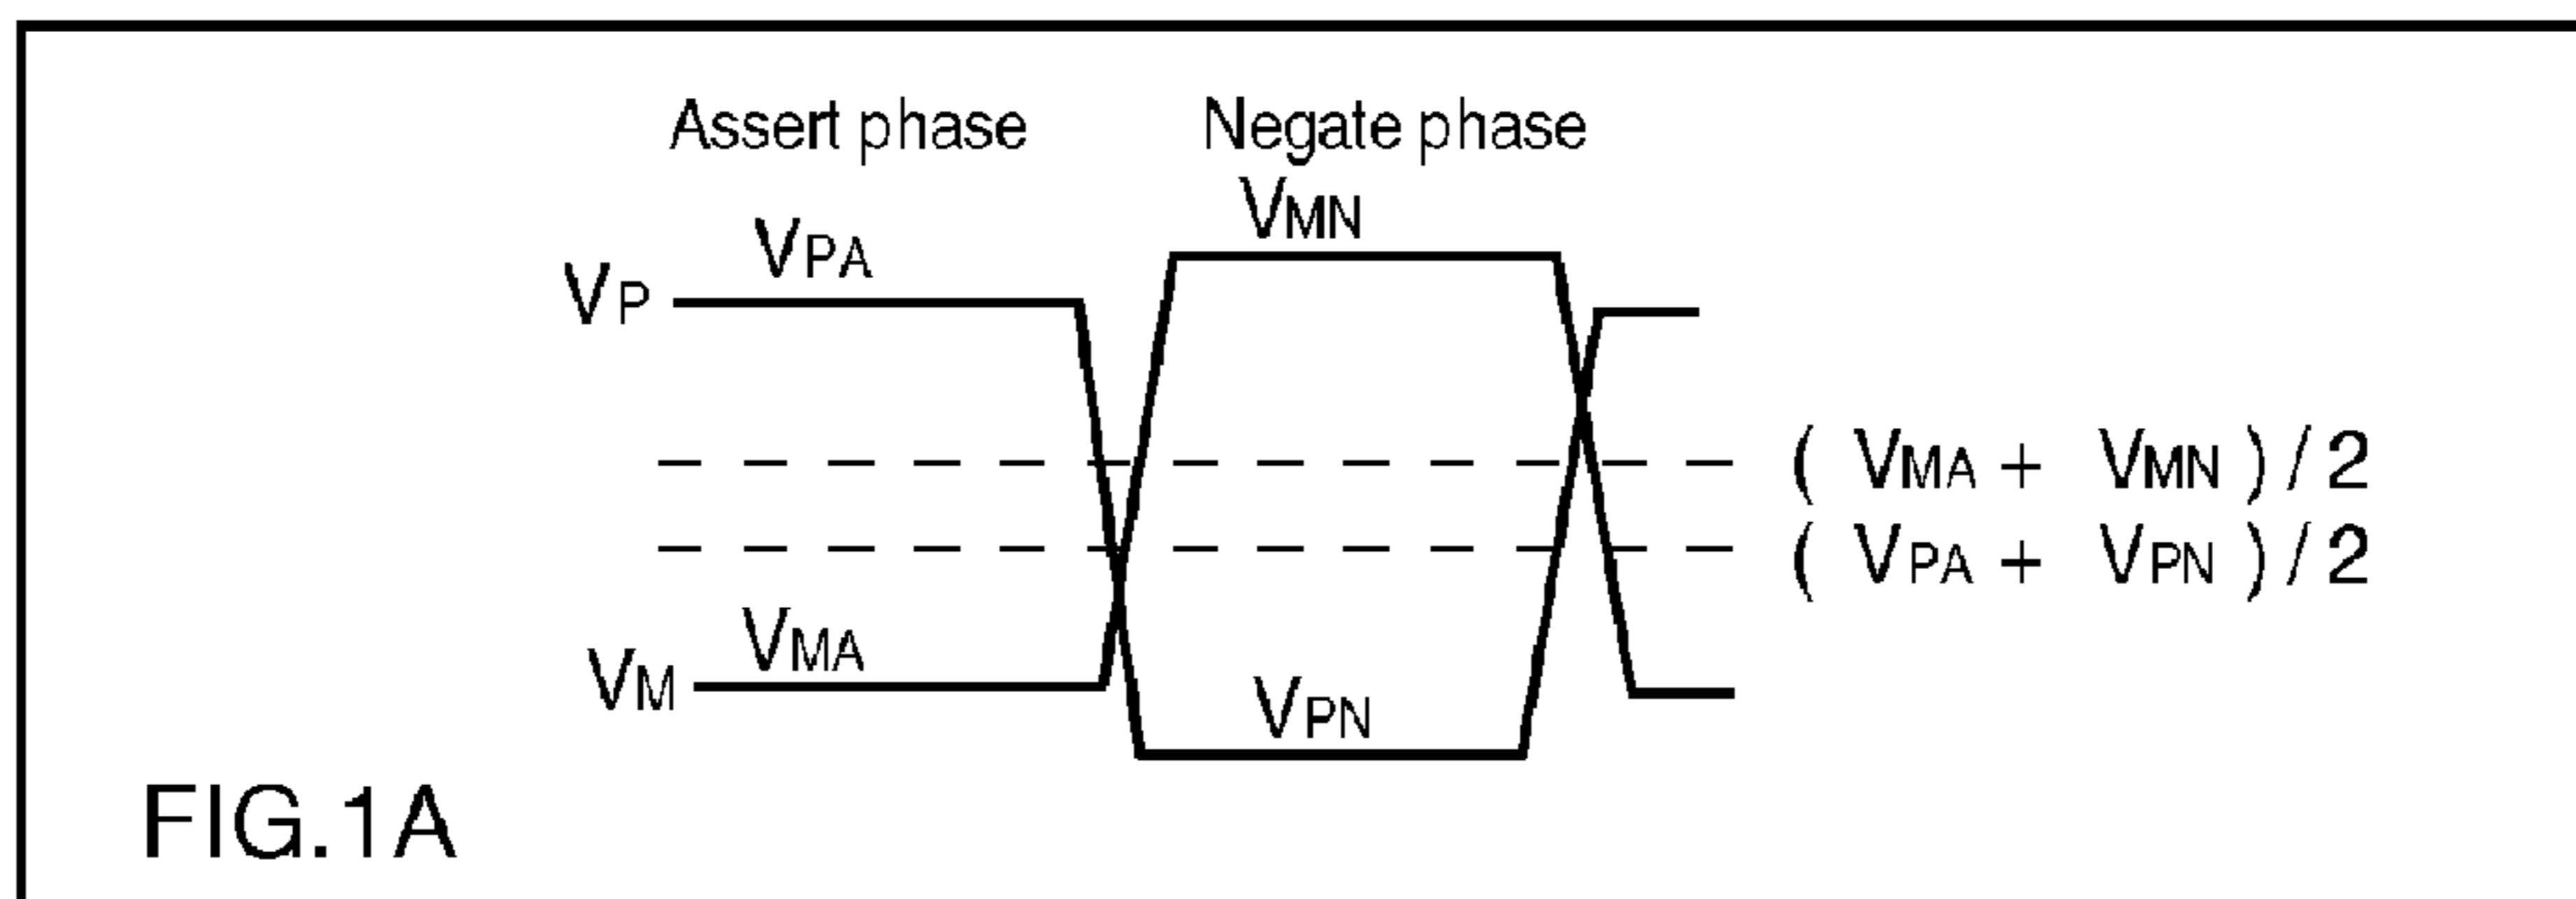 Assert phase Negate phase
VMN
VPA
VP
( VMA + VMN ) / 2
( VPA + VPN ) / 2
VMA
VM
VPN
FIG.1A